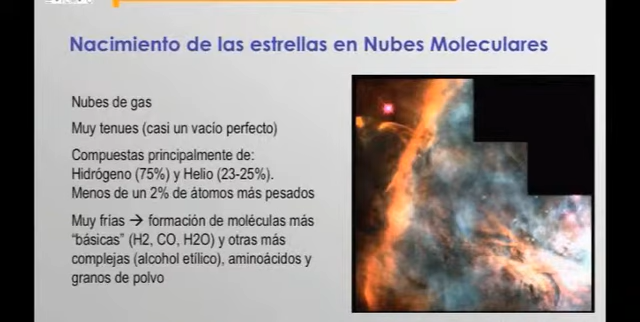 Nacimiento de las estrellas en Nubes Moleculares
Nubes de gas
Muy tenues (casi un vacío perfecto)
Compuestas principalmente de:
Hidrógeno (75%) y Helio (23-25%).
Menos de un 2% de átomos más pesados
Muy frías → formación de moléculas más
“básicas” (H2, CO, H2O) y otras más
complejas (alcohol etílico), aminoácidos y
granos de polvo